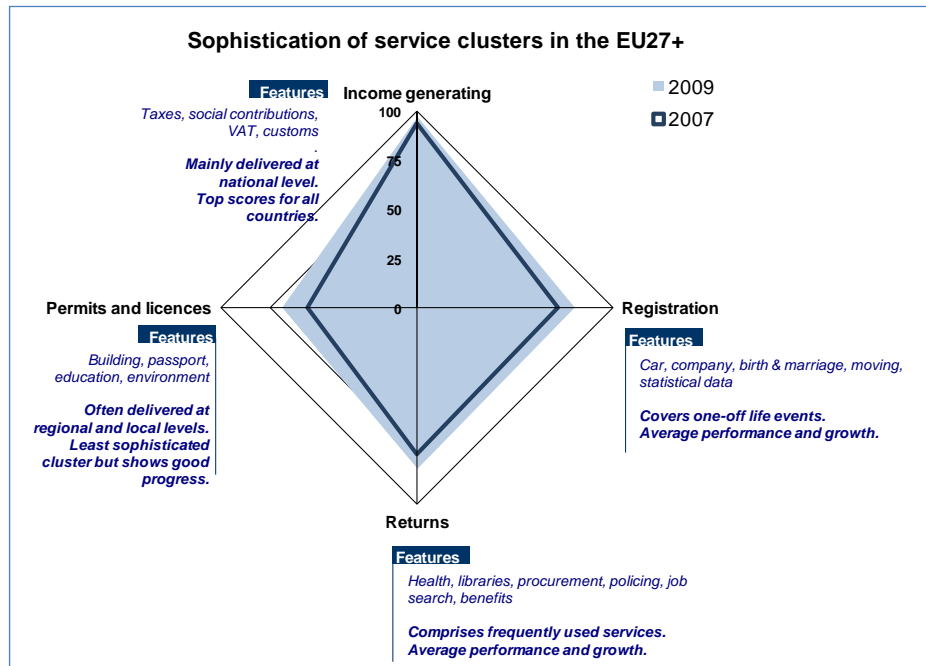 Sophistication of service clusters in the EU27+
2009
2007
Features
Income generating
Taxes, social contributions,
VAT, customs
.
Mainly delivered at
national level.
Top scores for all
countries.
100
75
50
25
0
Permits and licences
Features
Building, passport,
education, environment
Often delivered at
regional and local levels.
Least sophisticated
cluster but shows good
progress.
Registration
Features
Car, company, birth & marriage, moving,
statistical data
Covers one-off life events.
Average performance and growth.
Returns
Features
Health, libraries, procurement, policing, job
search, benefits
Comprises frequently used services.
Average performance and growth.